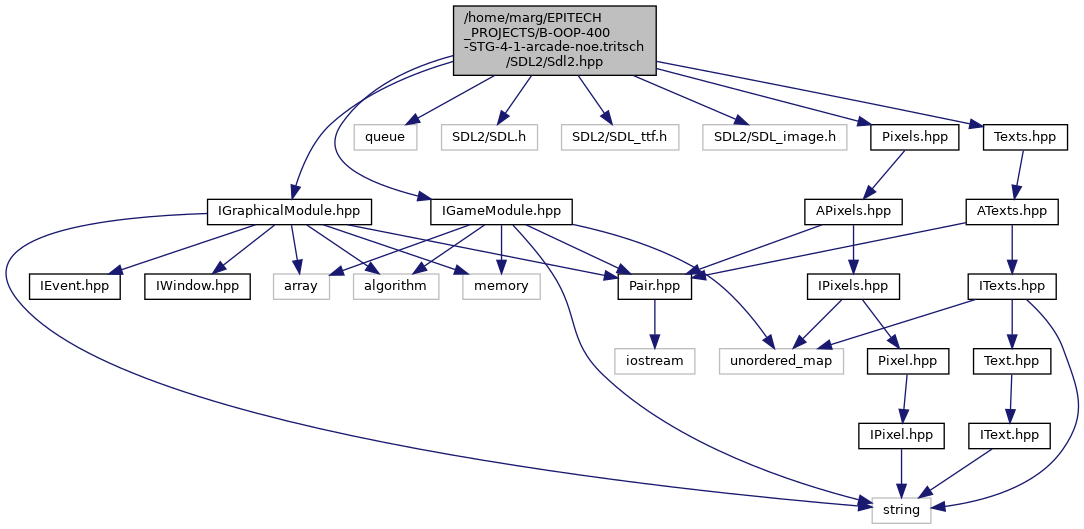 /home/marg/EPITECH
_PROJECTS/B-OOP-400
-STG-4-1-arcade-noe.tritsch
/SDL2/Sdl2.hpp
queue
SDL2/SDL.h
SDL2/SDL_ttf.h
SDL2/SDL_image.h
Pixels.hpp
Texts.hpp
IGraphicalModule.hpp
IGameModule.hpp
APixels.hpp
ATexts.hpp
IEvent.hpp
IWindow.hpp
array
algorithm
memory
Pair.hpp
IPixels.hpp
ITexts.hpp
iostream
unordered_map
Pixel.hpp
Text.hpp
IPixel.hpp
IText.hpp
string